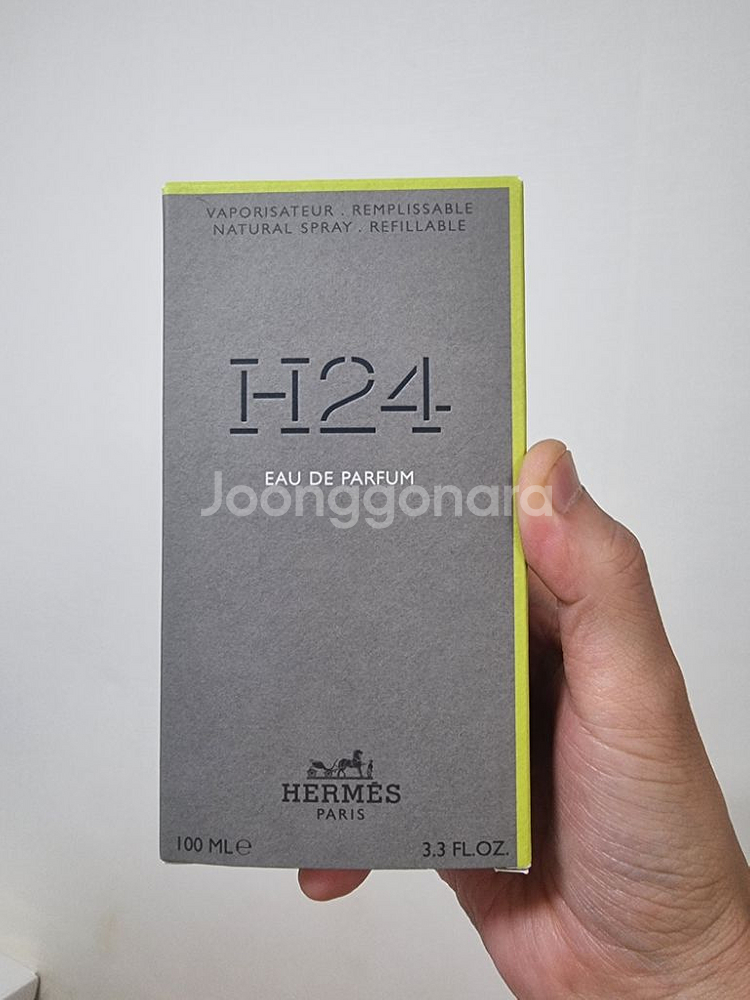 VAPORISATEUR . REMPLISSABLE
NATURAL SPRAY . REFILLABLE
H24
EAU DE PARFUM
Joonggonara
HERMÈS
PARIS
100 ML℮
3.3 FL.OZ.